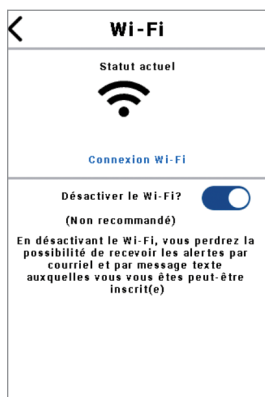 Wi-Fi
Statut actuel
Connexion Wi-Fi
Désactiver le Wi-Fi?
(Non recommandé)
En désactivant le Wi-Fi, vous perdrez la
possibilité de recevoir les alertes par
courriel et par message texte
auxquelles vous vous êtes peut-être
inscrit(e)